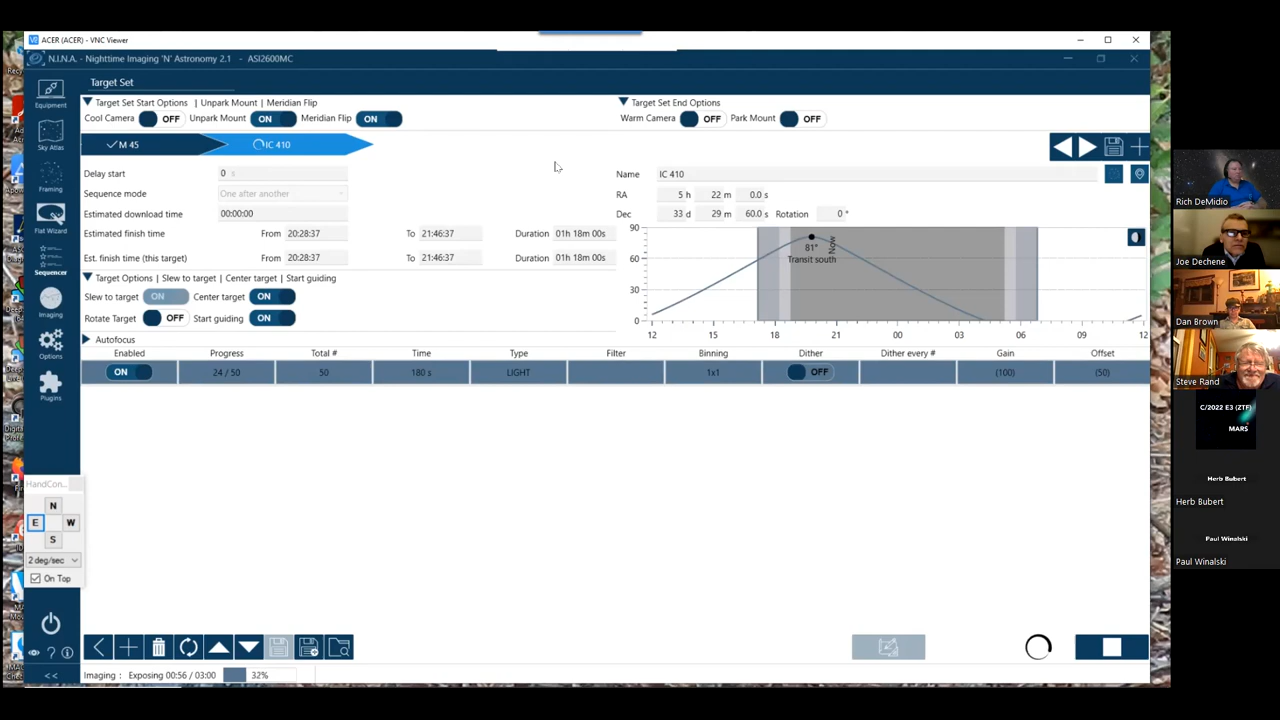 ACER (ACER) - VNC Viewer
N.I.N.A. - Nighttime Imaging 'N' Astronomy 2.1 - ASI2600MC
Equipment
Sky Atlas
Framing
Flat Wizard
Sequencer
Imaging
Options
Plugins
Target Set
Target Set Start Options | Unpark Mount | Meridian Flip
Cool Camera OFF Unpark Mount ON Meridian Flip ON
Target Set End Options
Warm Camera OFF Park Mount OFF
M 45 IC 410
Delay start 0 s
Sequence mode One after another
Estimated download time 00:00:00
Estimated finish time From 20:28:37 To 21:46:37 Duration 01h 18m 00s
Est. finish time (this target) From 20:28:37 To 21:46:37 Duration 01h 18m 00s
Target Options | Slew to target | Center target | Start guiding
Slew to target ON Center target ON
Rotate Target OFF Start guiding ON
Name IC 410
RA 5 h 22 m 0.0 s
Dec 33 d 29 m 60.0 s Rotation 0 °
90
60
30
0
81°
Transit south
Now
12 15 18 21 00 03 06 09 12
Autofocus
Enabled Progress Total # Time Type Filter Binning Dither Dither every # Gain Offset
ON 24 / 50 50 180 s LIGHT 1x1 OFF (100) (50)
HandCon...
N
E W
S
2 deg/sec
On Top
Imaging : Exposing 00:56 / 03:00 32%
<<
Rich DeMidio
Joe Dechene
Dan Brown
Steve Rand
C/2022 E3 (ZTF)
MARS
Herb Bubert
Herb Bubert
Paul Winalski
Paul Winalski